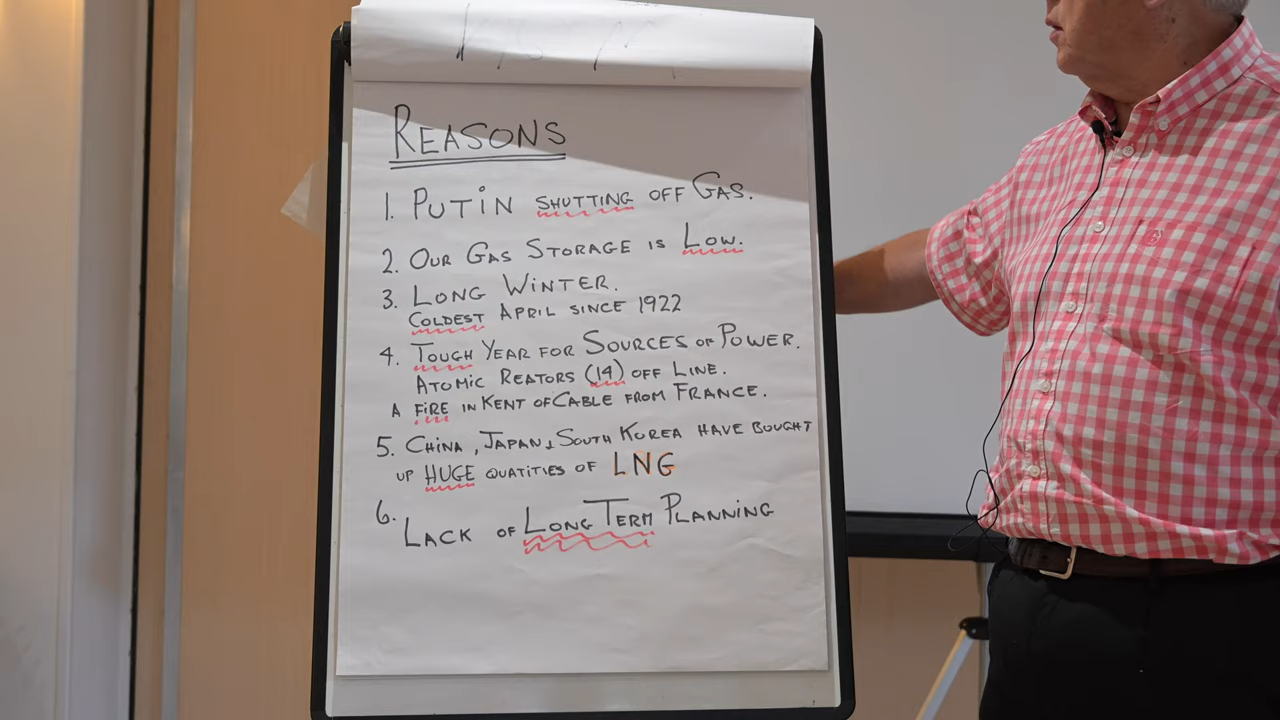 REASONS
1. PUTIN SHUTTING OFF GAS.
2. OUR GAS STORAGE IS LOW.
3. LONG WINTER.
COLDEST APRIL SINCE 1922
4. TOUGH YEAR FOR SOURCES OF POWER.
ATOMIC REATORS (14) OFF LINE.
A FIRE IN KENT OF CABLE FROM FRANCE.
5. CHINA, JAPAN & SOUTH KOREA HAVE BOUGHT
UP HUGE QUATITIES OF LNG
6. LACK OF LONG TERM PLANNING